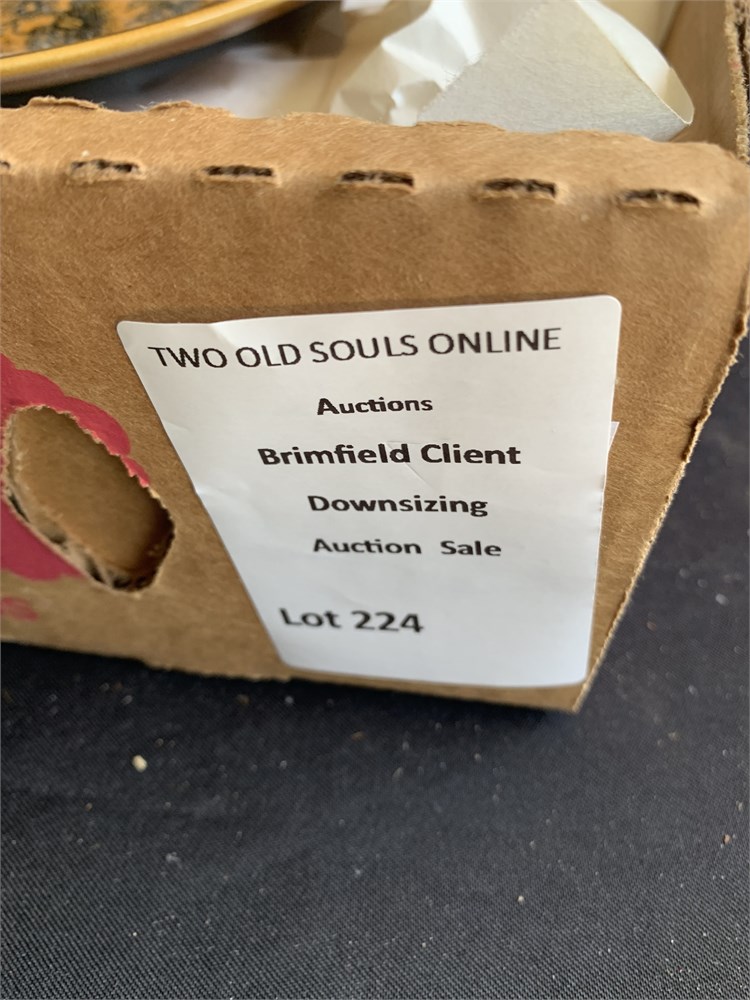 TWO OLD SOULS ONLINE
Auctions
Brimfield Client
Downsizing
Auction Sale
Lot 224